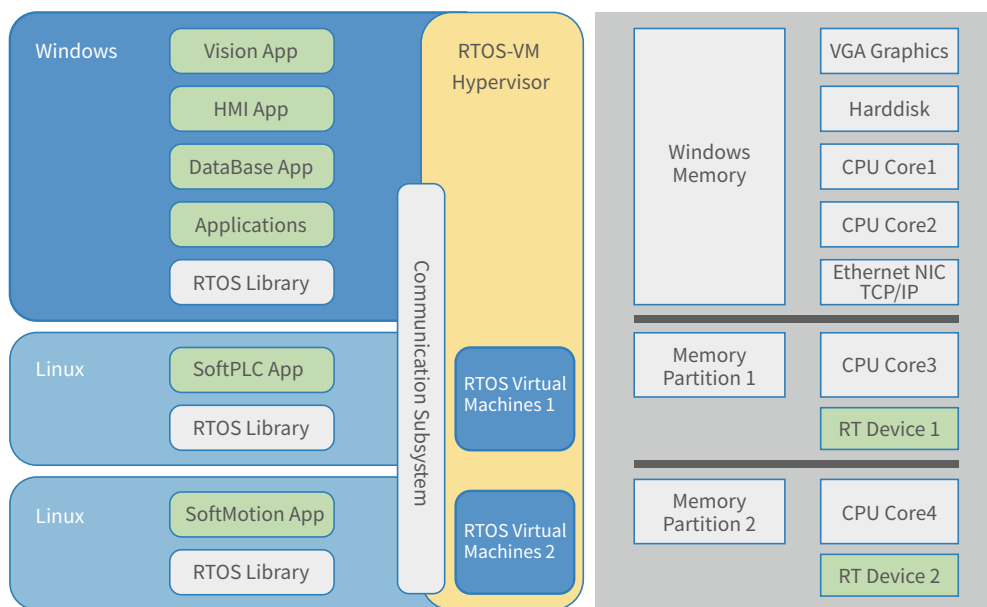 Windows
Vision App
HMI App
DataBase App
Applications
RTOS Library
RTOS-VM
Hypervisor
Communication Subsystem
Linux
SoftPLC App
RTOS Library
RTOS Virtual
Machines 1
Linux
SoftMotion App
RTOS Library
RTOS Virtual
Machines 2
Windows
Memory
VGA Graphics
Harddisk
CPU Core1
CPU Core2
Ethernet NIC
TCP/IP
Memory
Partition 1
CPU Core3
RT Device 1
Memory
Partition 2
CPU Core4
RT Device 2